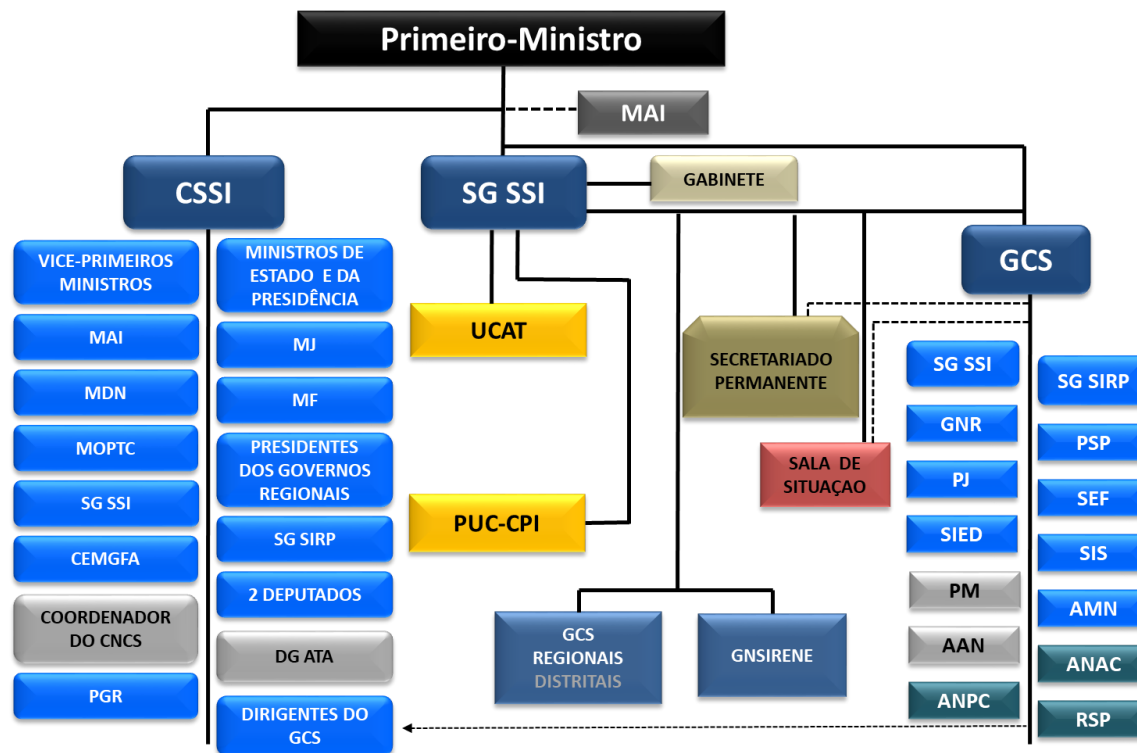 Primeiro-Ministro
MAI
CSSI
SG SSI
GABINETE
GCS
VICE-PRIMEIROS
MINISTROS
MAI
MDN
MOPTC
SG SSI
CEMGFA
COORDENADOR
DO CNCS
PGR
MINISTROS DE
ESTADO E DA
PRESIDÊNCIA
MJ
MF
PRESIDENTES
DOS GOVERNOS
REGIONAIS
SG SIRP
2 DEPUTADOS
DG ATA
DIRIGENTES DO
GCS
UCAT
PUC-CPI
SECRETARIADO
PERMANENTE
SALA DE
SITUAÇAO
GCS
REGIONAIS
DISTRITAIS
GNSIRENE
SG SSI
GNR
PJ
SIED
PM
AAN
ANPC
SG SIRP
PSP
SEF
SIS
AMN
ANAC
RSP